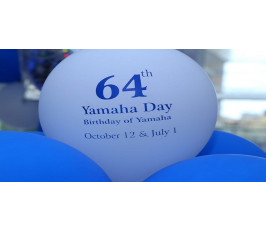 64th
Yamaha Day
Birthday of Yamaha
October 12 & July 1